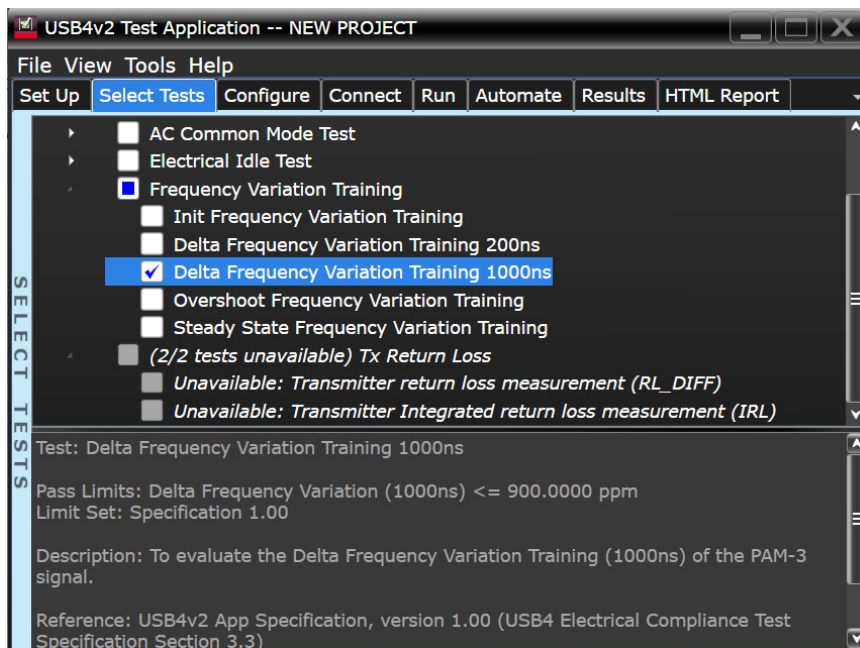 USB4v2 Test Application -- NEW PROJECT
File View Tools Help
Set Up Select Tests Configure Connect Run Automate Results HTML Report
SELECT TESTS
AC Common Mode Test
Electrical Idle Test
Frequency Variation Training
Init Frequency Variation Training
Delta Frequency Variation Training 200ns
Delta Frequency Variation Training 1000ns
Overshoot Frequency Variation Training
Steady State Frequency Variation Training
(2/2 tests unavailable) Tx Return Loss
Unavailable: Transmitter return loss measurement (RL_DIFF)
Unavailable: Transmitter Integrated return loss measurement (IRL)
Test: Delta Frequency Variation Training 1000ns
Pass Limits: Delta Frequency Variation (1000ns) <= 900.0000 ppm
Limit Set: Specification 1.00
Description: To evaluate the Delta Frequency Variation Training (1000ns) of the PAM-3
signal.
Reference: USB4v2 App Specification, version 1.00 (USB4 Electrical Compliance Test
Specification Section 3.3)